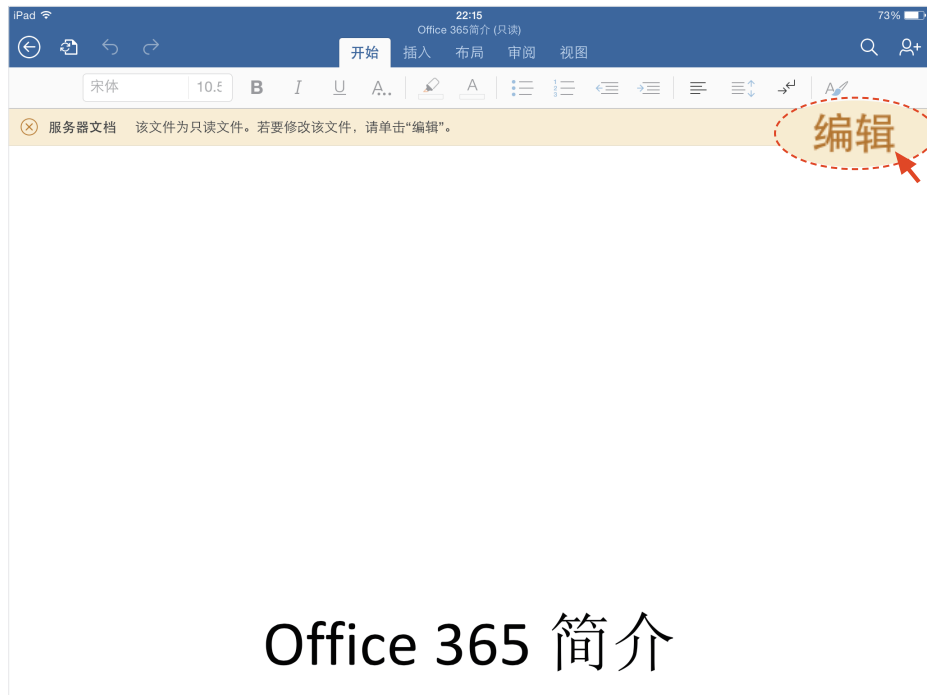 iPad 22:15 73%
Office 365简介 (只读)
开始 插入 布局 审阅 视图
宋体 10.5 B I U A.. A
服务器文档 该文件为只读文件。若要修改该文件，请单击“编辑”。 编辑
Office 365 简介